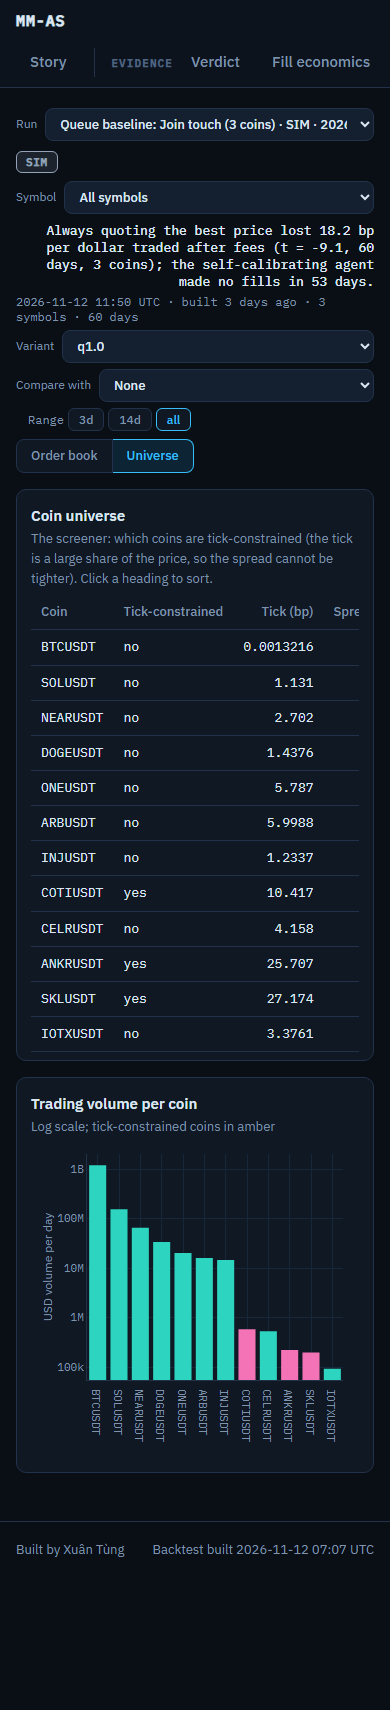 MM-AS
Story EVIDENCE Verdict Fill economics
Run Queue baseline: Join touch (3 coins) · SIM · 2026
SIM
Symbol All symbols
Always quoting the best price lost 18.2 bp
per dollar traded after fees (t = -9.1, 60
days, 3 coins); the self-calibrating agent
made no fills in 53 days.
2026-11-12 11:50 UTC · built 3 days ago · 3
symbols · 60 days
Variant q1.0
Compare with None
Range 3d 14d all
Order book Universe
Coin universe
The screener: which coins are tick-constrained (the tick
is a large share of the price, so the spread cannot be
tighter). Click a heading to sort.
Coin Tick-constrained Tick (bp) Spre
BTCUSDT no 0.0013216
SOLUSDT no 1.131
NEARUSDT no 2.702
DOGEUSDT no 1.4376
ONEUSDT no 5.787
ARBUSDT no 5.9988
INJUSDT no 1.2337
COTIUSDT yes 10.417
CELRUSDT no 4.158
ANKRUSDT yes 25.707
SKLUSDT yes 27.174
IOTXUSDT no 3.3761
Trading volume per coin
Log scale; tick-constrained coins in amber
USD volume per day
1B
100M
10M
1M
100k
BTCUSDT SOLUSDT NEARUSDT DOGEUSDT ONEUSDT ARBUSDT INJUSDT COTIUSDT CELRUSDT ANKRUSDT SKLUSDT IOTXUSDT
Built by Xuân Tùng Backtest built 2026-11-12 07:07 UTC